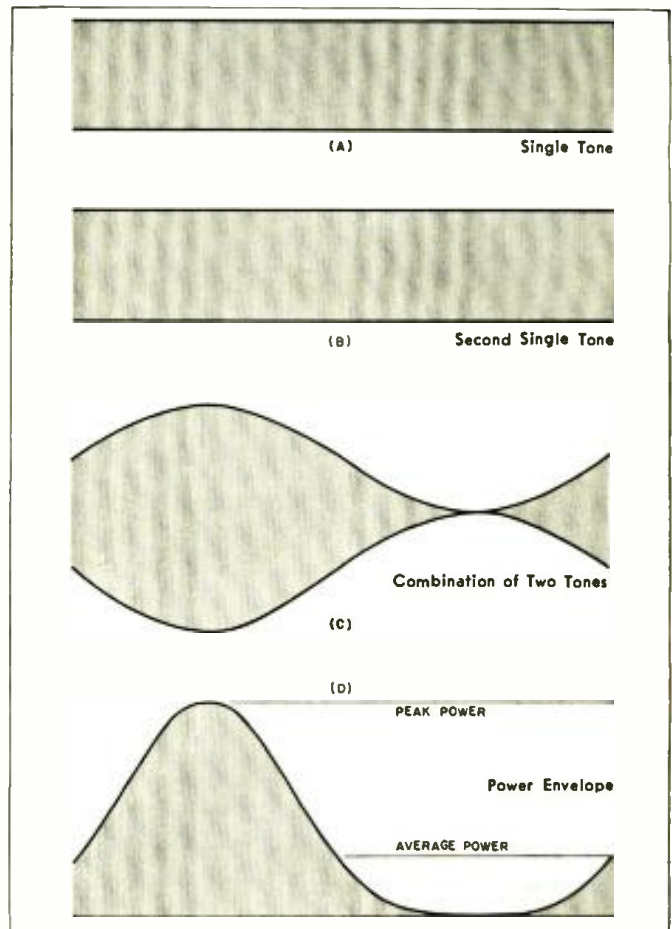 (A)
Single Tone
(B)
Second Single Tone
Combination of Two Tones
(C)
(D)
PEAK POWER
Power Envelope
AVERAGE POWER